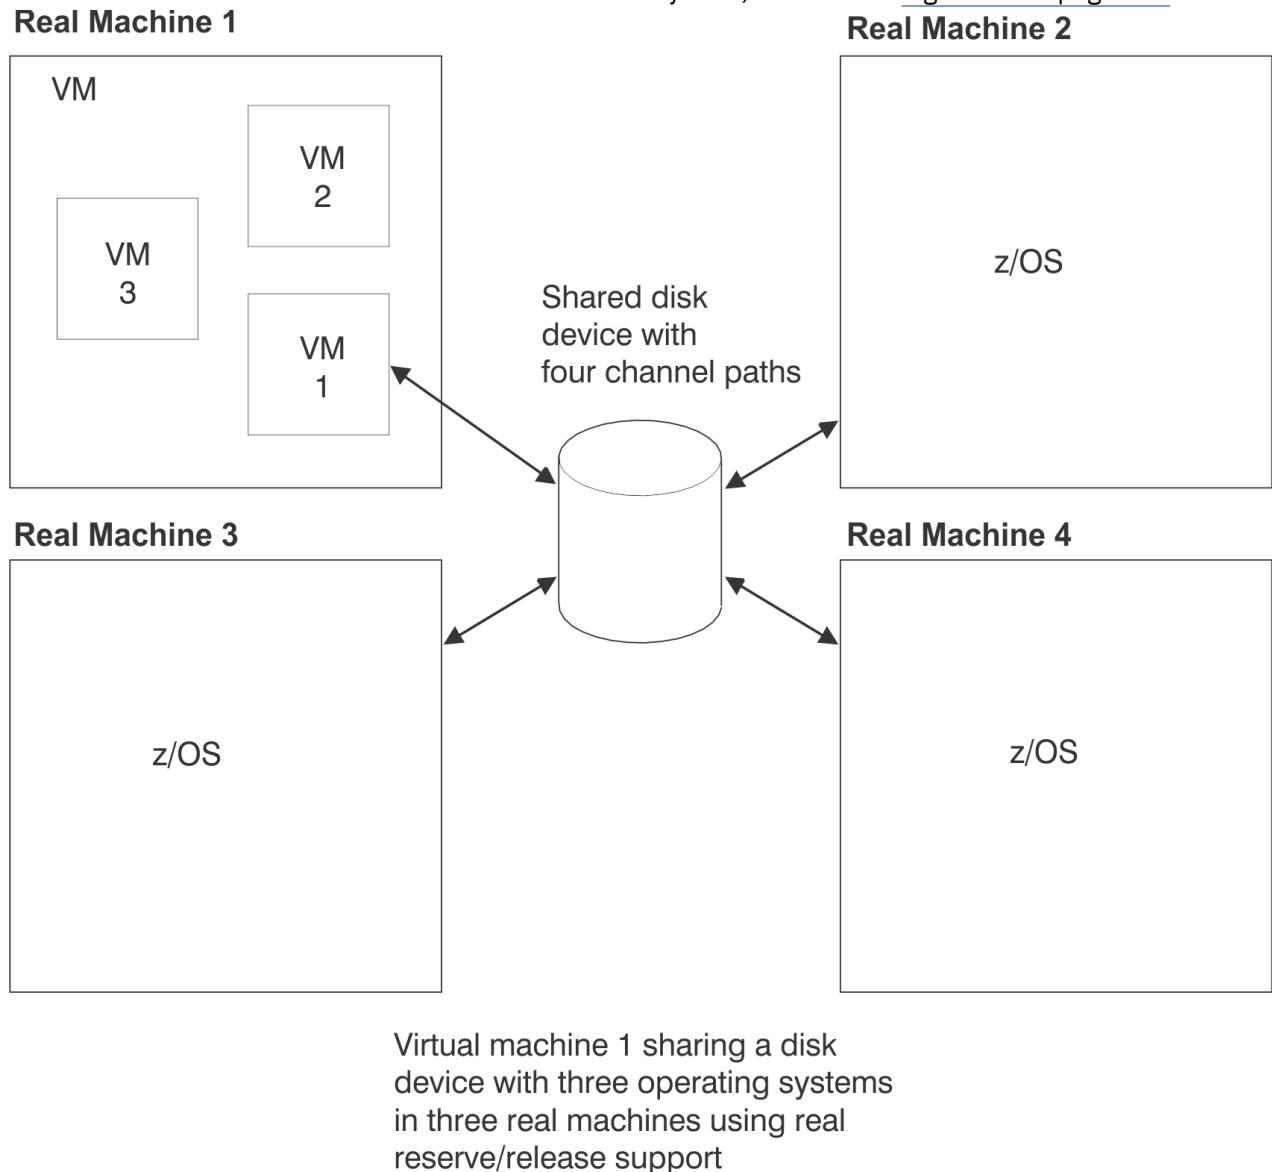 Real Machine 1
Real Machine 2
VM
VM
2
VM
3
VM
1
z/OS
Shared disk
device with
four channel paths
Real Machine 3
Real Machine 4
z/OS
z/OS
Virtual machine 1 sharing a disk
device with three operating systems
in three real machines using real
reserve/release support